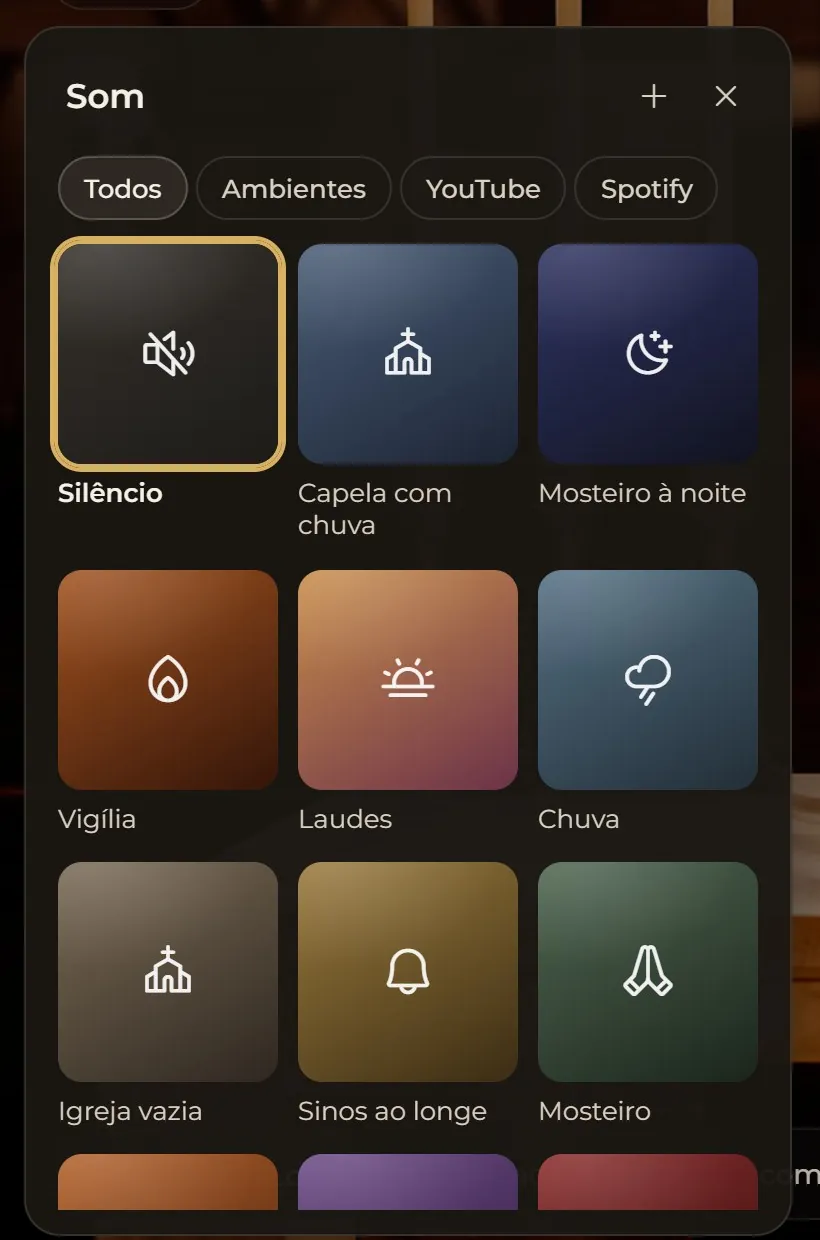 Som
Todos
Ambientes
YouTube
Spotify
Silêncio
Capela com
chuva
Mosteiro à noite
Vigília
Laudes
Chuva
Igreja vazia
Sinos ao longe
Mosteiro